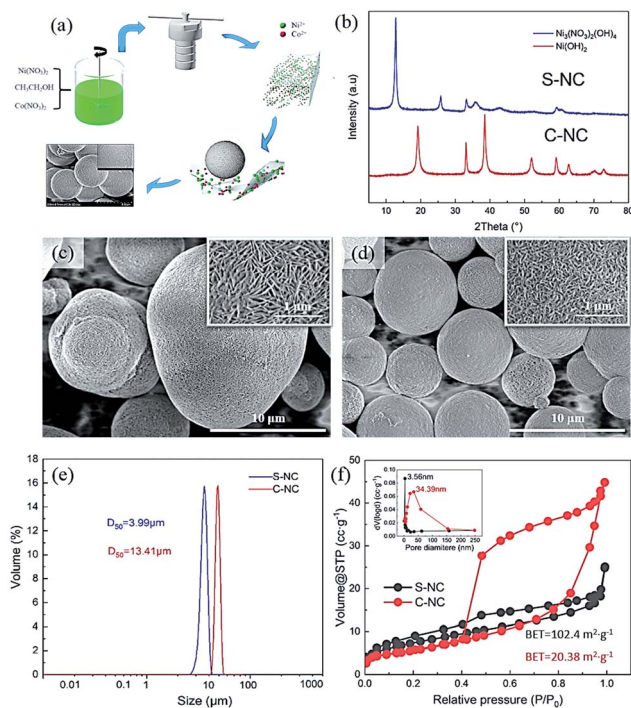 (a)
Ni²⁺
Co²⁺
Ni(NO₃)₂
CH₃CH₂OH
Co(NO₃)₂
(b)
Intensity (a.u)
Ni₃(NO₃)₂(OH)₄
Ni(OH)₂
S-NC
C-NC
10 20 30 40 50 60 70 80
2Theta (°)
(c)
1 μm
10 μm
(d)
1 μm
10 μm
(e)
Volume (%)
16
14
12
10
8
6
4
2
0
S-NC
C-NC
D₅₀=3.99μm
D₅₀=13.41μm
0.01 0.1 1 10 100 1000
Size (μm)
(f)
Volume@STP (cc·g⁻¹)
50
40
30
20
10
0
dV(logd) (cc·g⁻¹)
0.10
0.08
0.06
0.04
0.02
0.00
3.56nm
34.39nm
0 50 100 150 200 250
Pore diamitere (nm)
S-NC
C-NC
BET=102.4 m²·g⁻¹
BET=20.38 m²·g⁻¹
0.0 0.2 0.4 0.6 0.8 1.0
Relative pressure (P/P₀)